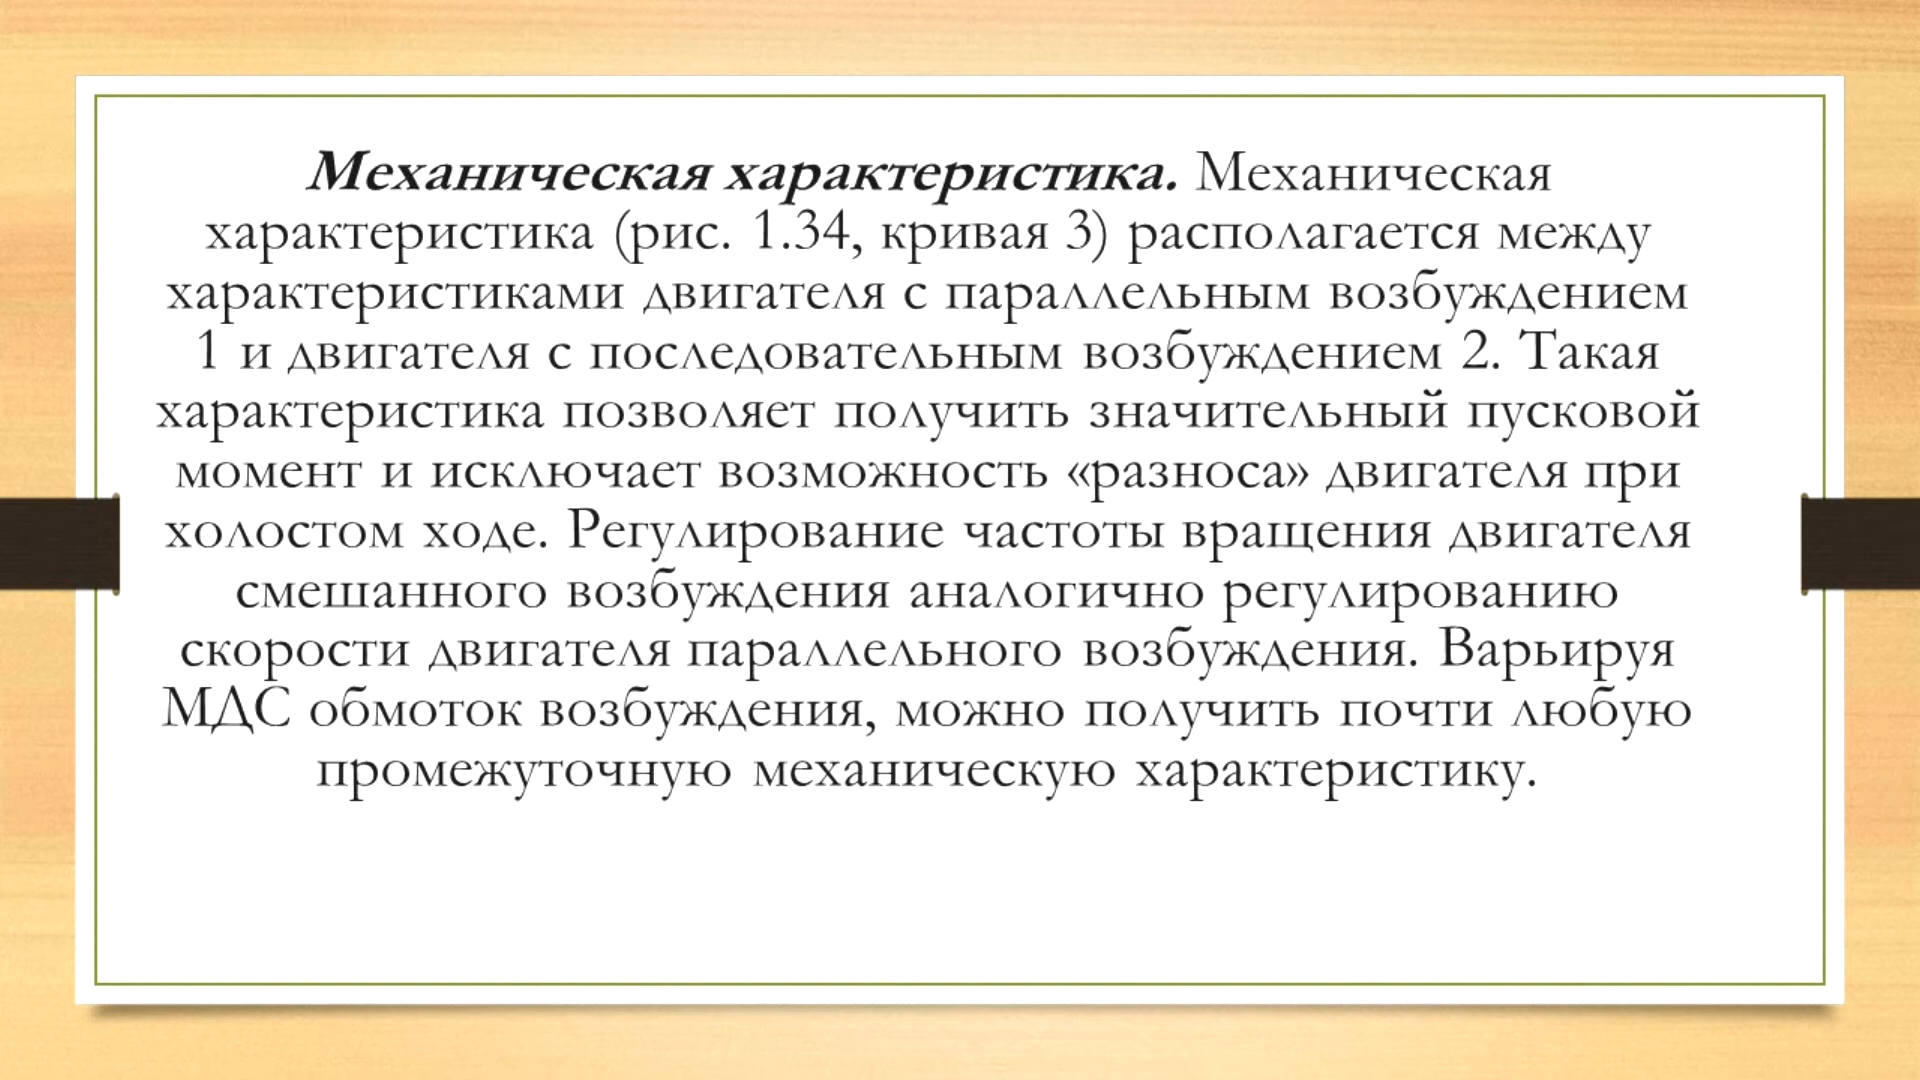 Механическая характеристика. Механическая
характеристика (рис. 1.34, кривая 3) располагается между
характеристиками двигателя с параллельным возбуждением
1 и двигателя с последовательным возбуждением 2. Такая
характеристика позволяет получить значительный пусковой
момент и исключает возможность «разноса» двигателя при
холостом ходе. Регулирование частоты вращения двигателя
смешанного возбуждения аналогично регулированию
скорости двигателя параллельного возбуждения. Варьируя
МДС обмоток возбуждения, можно получить почти любую
промежуточную механическую характеристику.